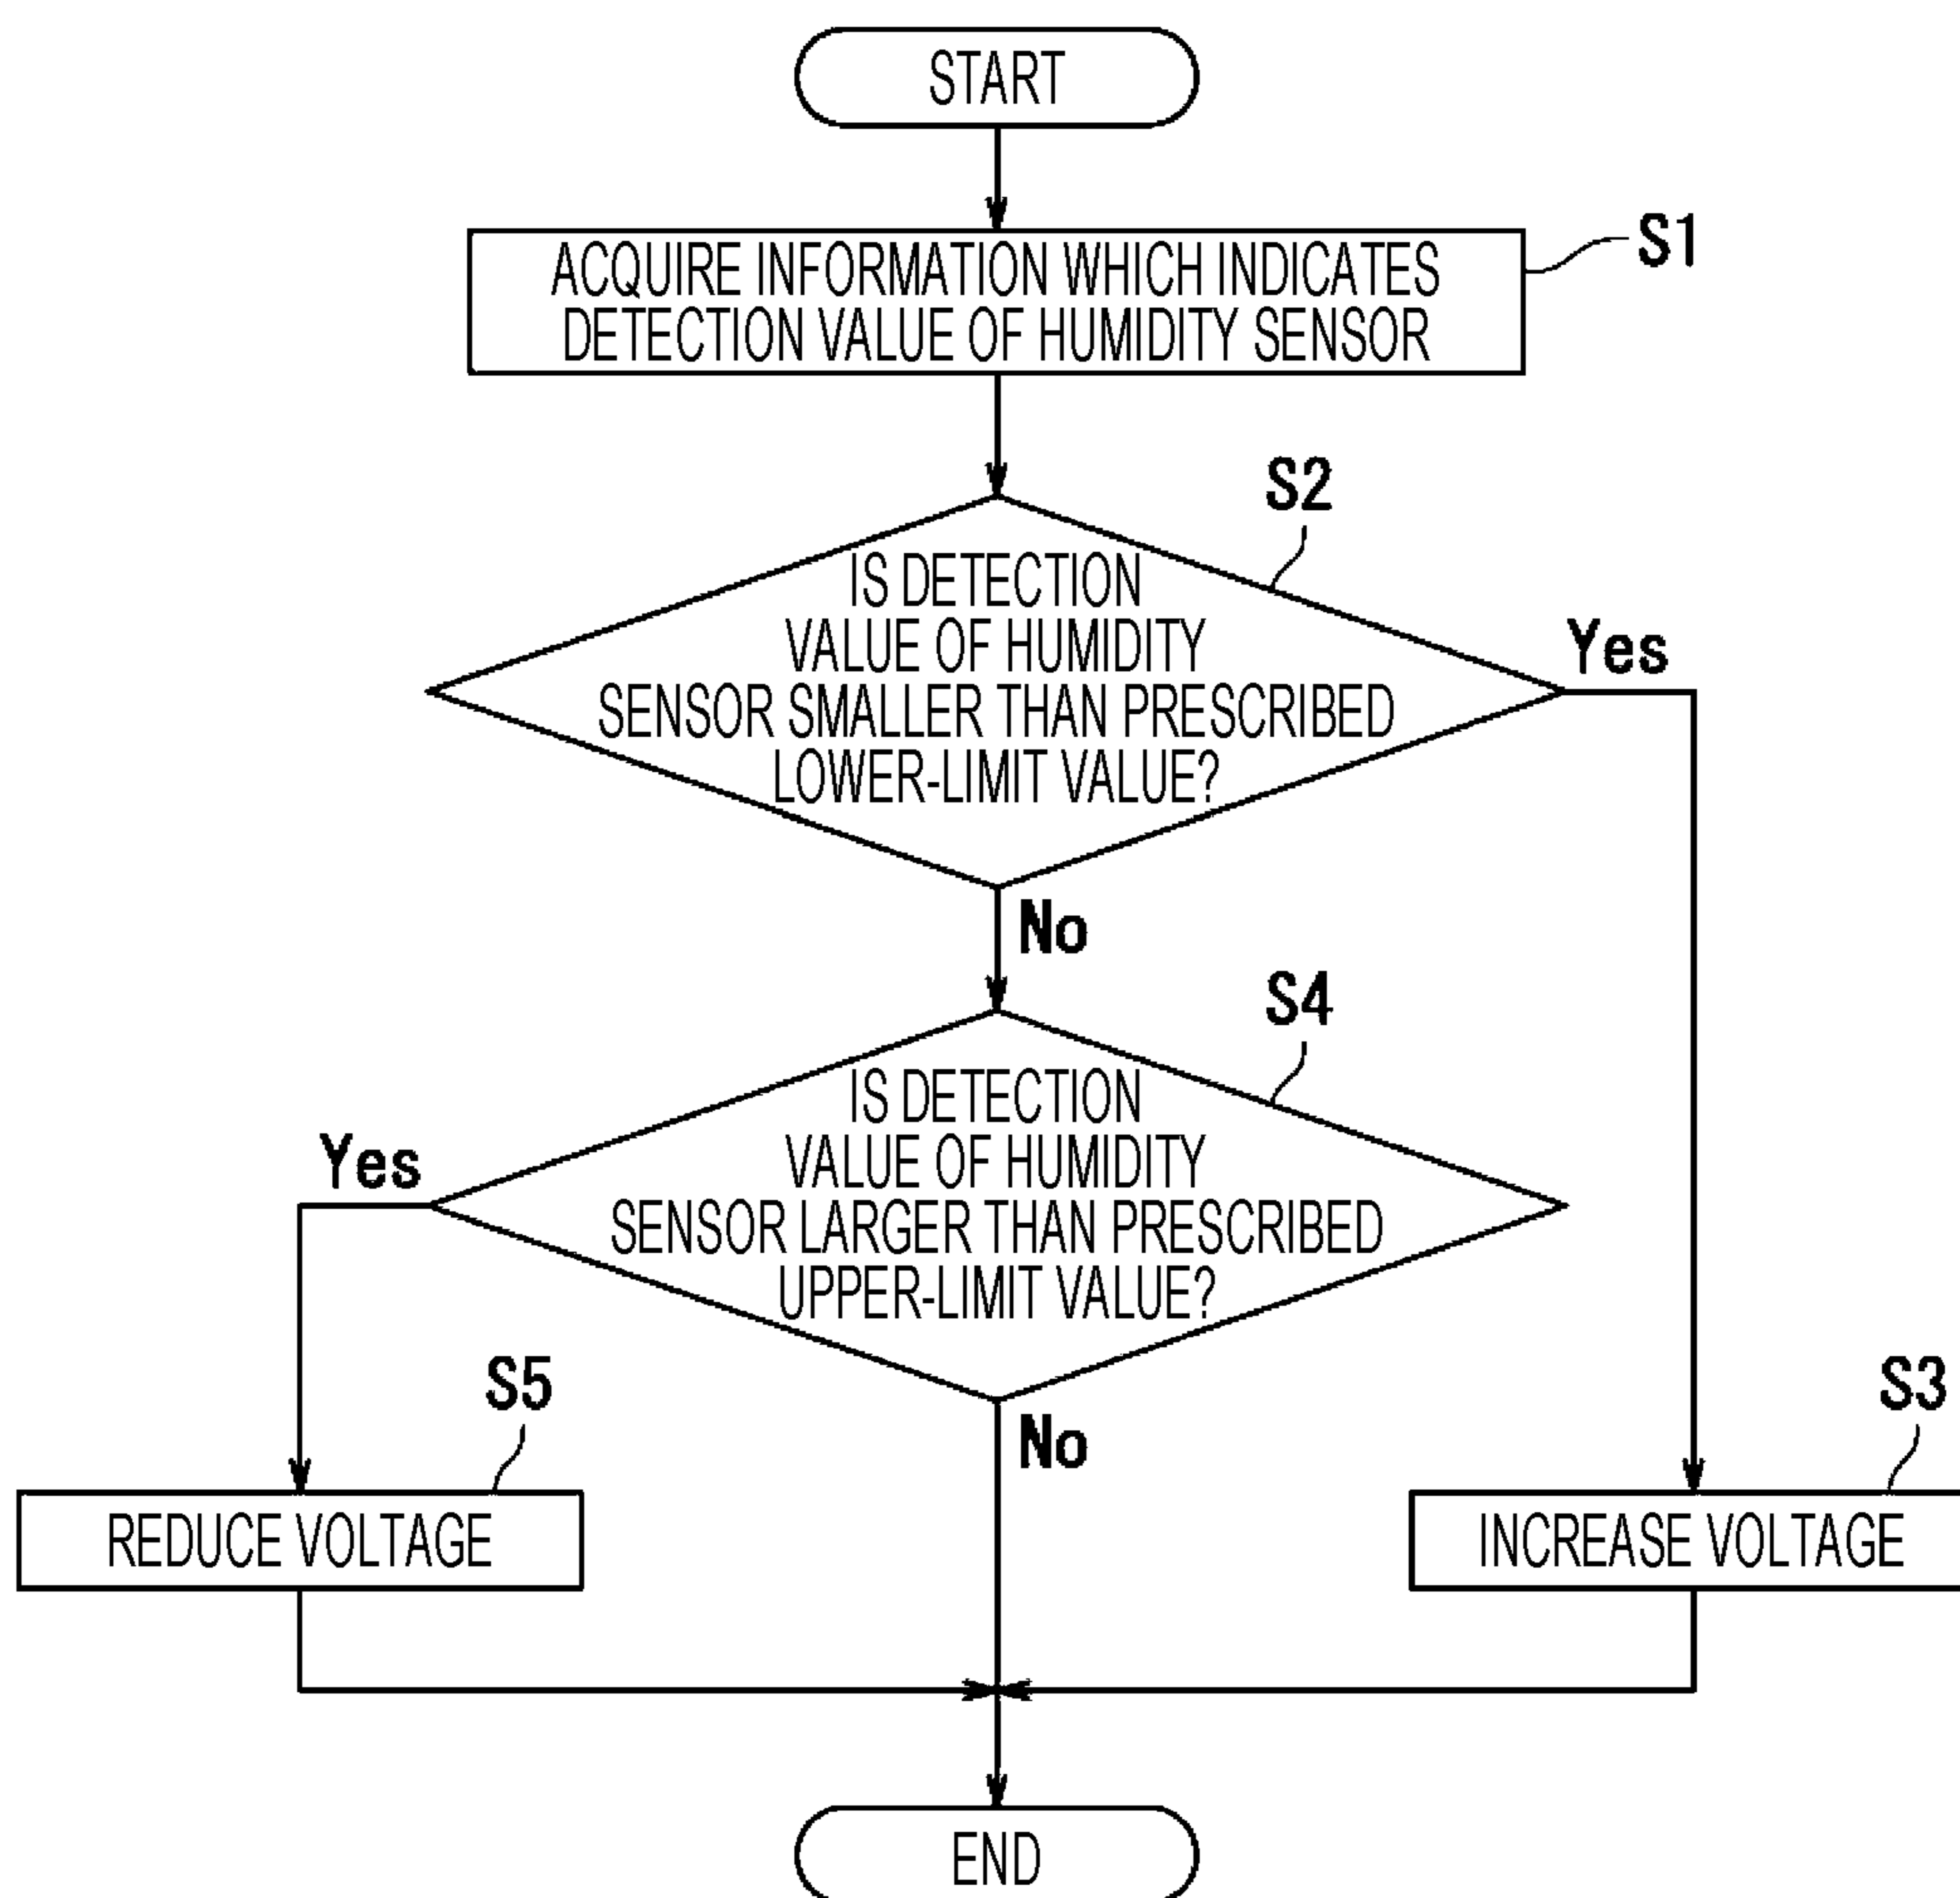 START
ACQUIRE INFORMATION WHICH INDICATES
DETECTION VALUE OF HUMIDITY SENSOR
S1
S2
IS DETECTION
VALUE OF HUMIDITY
SENSOR SMALLER THAN PRESCRIBED
LOWER-LIMIT VALUE?
Yes
No
S4
IS DETECTION
VALUE OF HUMIDITY
SENSOR LARGER THAN PRESCRIBED
UPPER-LIMIT VALUE?
Yes
No
S5
REDUCE VOLTAGE
S3
INCREASE VOLTAGE
END